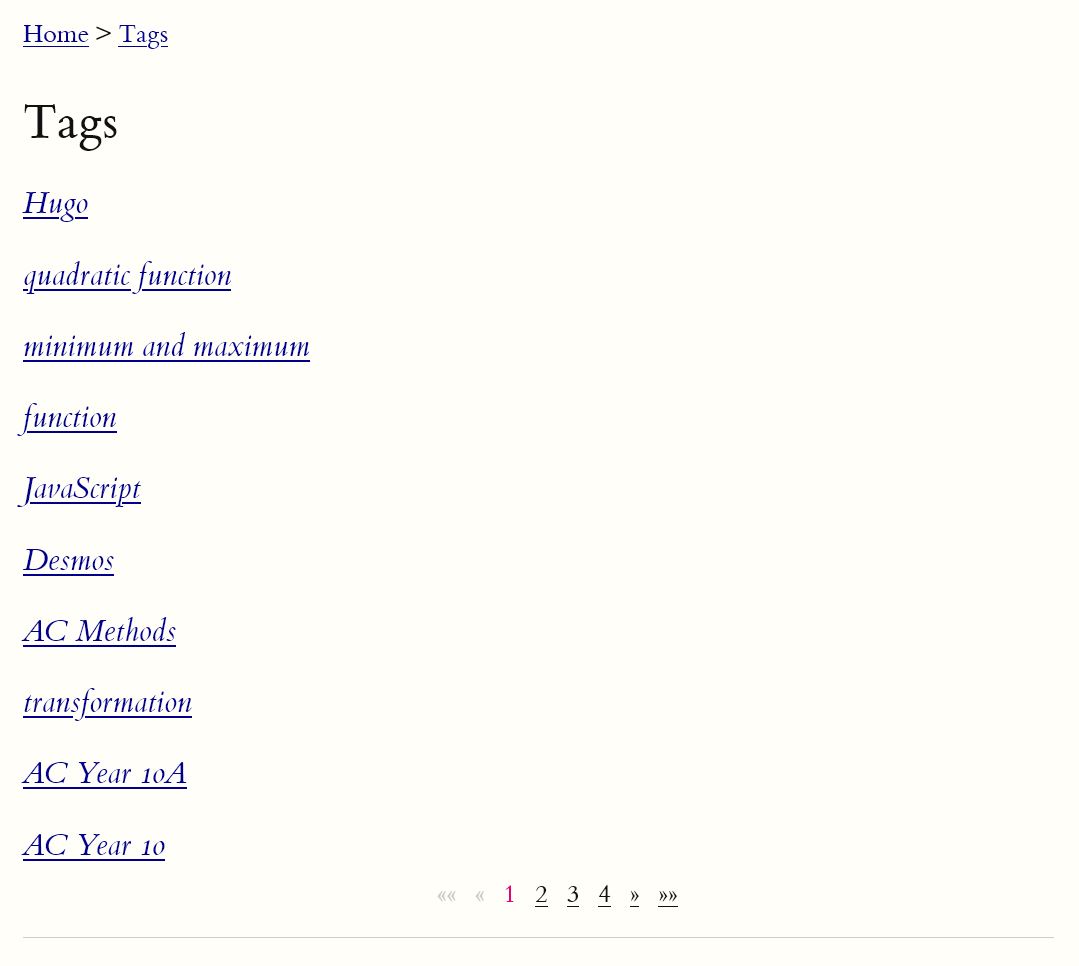 Home > Tags
Tags
Hugo
quadratic function
minimum and maximum
function
JavaScript
Desmos
AC Methods
transformation
AC Year 10A
AC Year 10
«« « 1 2 3 4 » »»